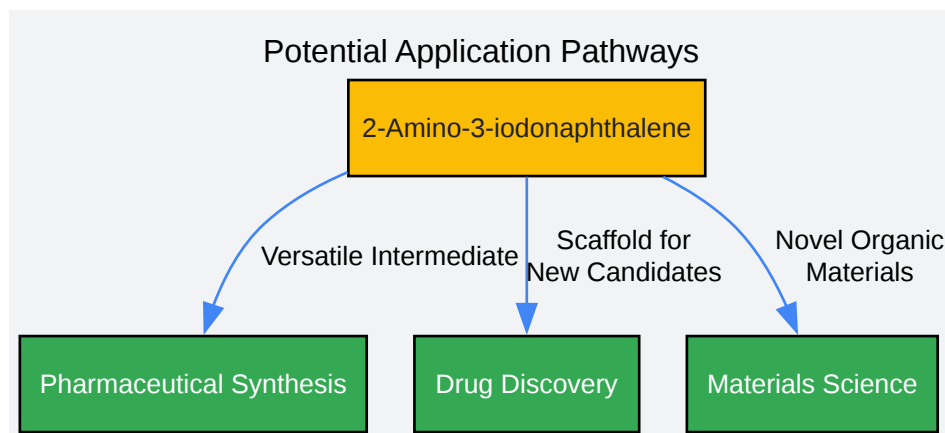 Potential Application Pathways
2-Amino-3-iodonaphthalene
Versatile Intermediate
Scaffold for
New Candidates
Novel Organic
Materials
Pharmaceutical Synthesis
Drug Discovery
Materials Science